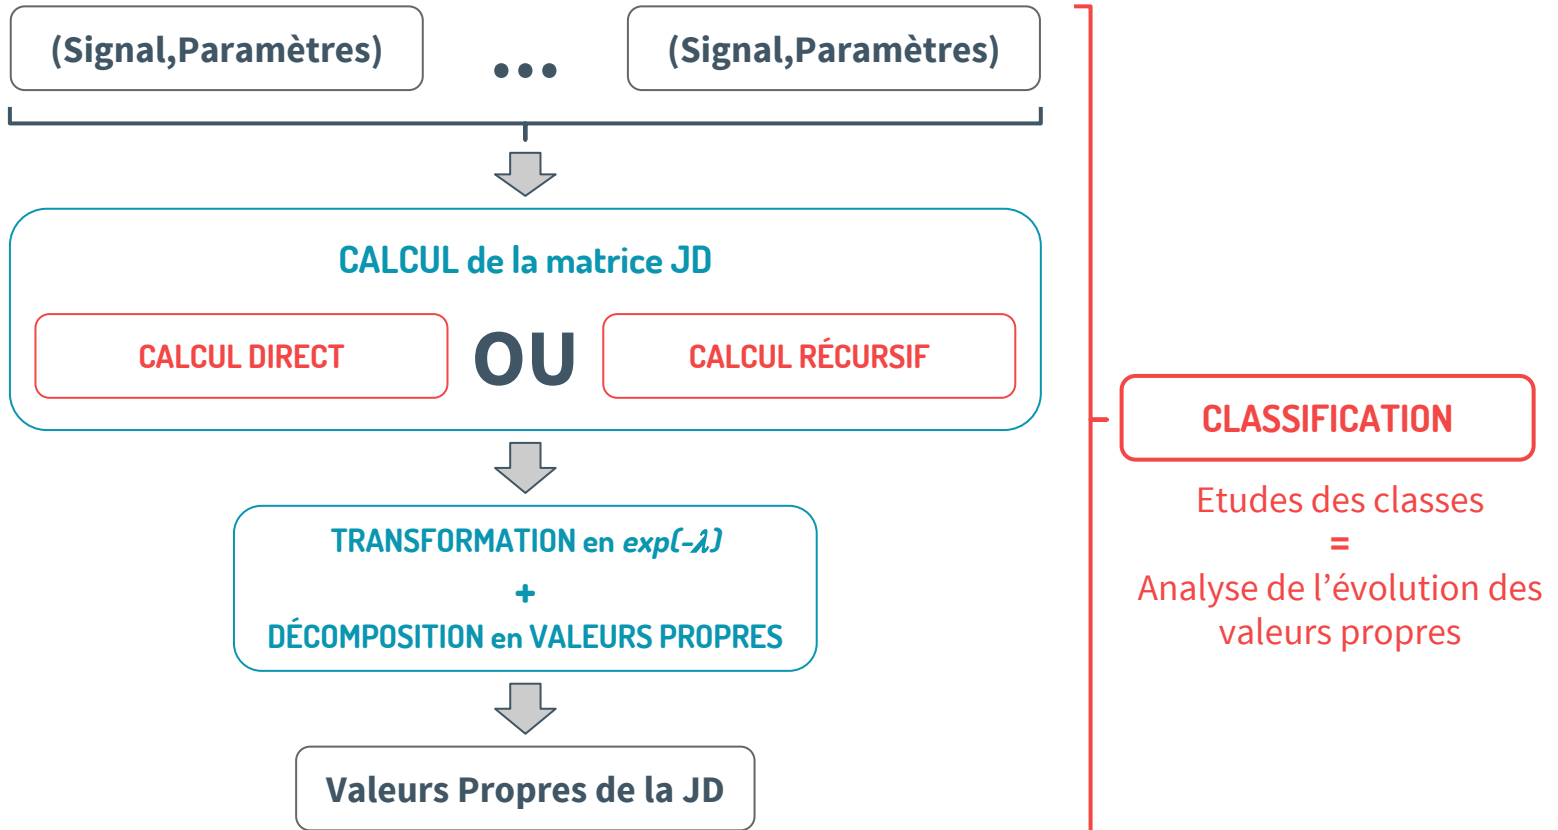 (Signal,Paramètres)
...
(Signal,Paramètres)
CALCUL de la matrice JD
CALCUL DIRECT
OU
CALCUL RÉCURSIF
TRANSFORMATION en exp(-λ)
+
DÉCOMPOSITION en VALEURS PROPRES
Valeurs Propres de la JD
CLASSIFICATION
Etudes des classes
=
Analyse de l’évolution des
valeurs propres